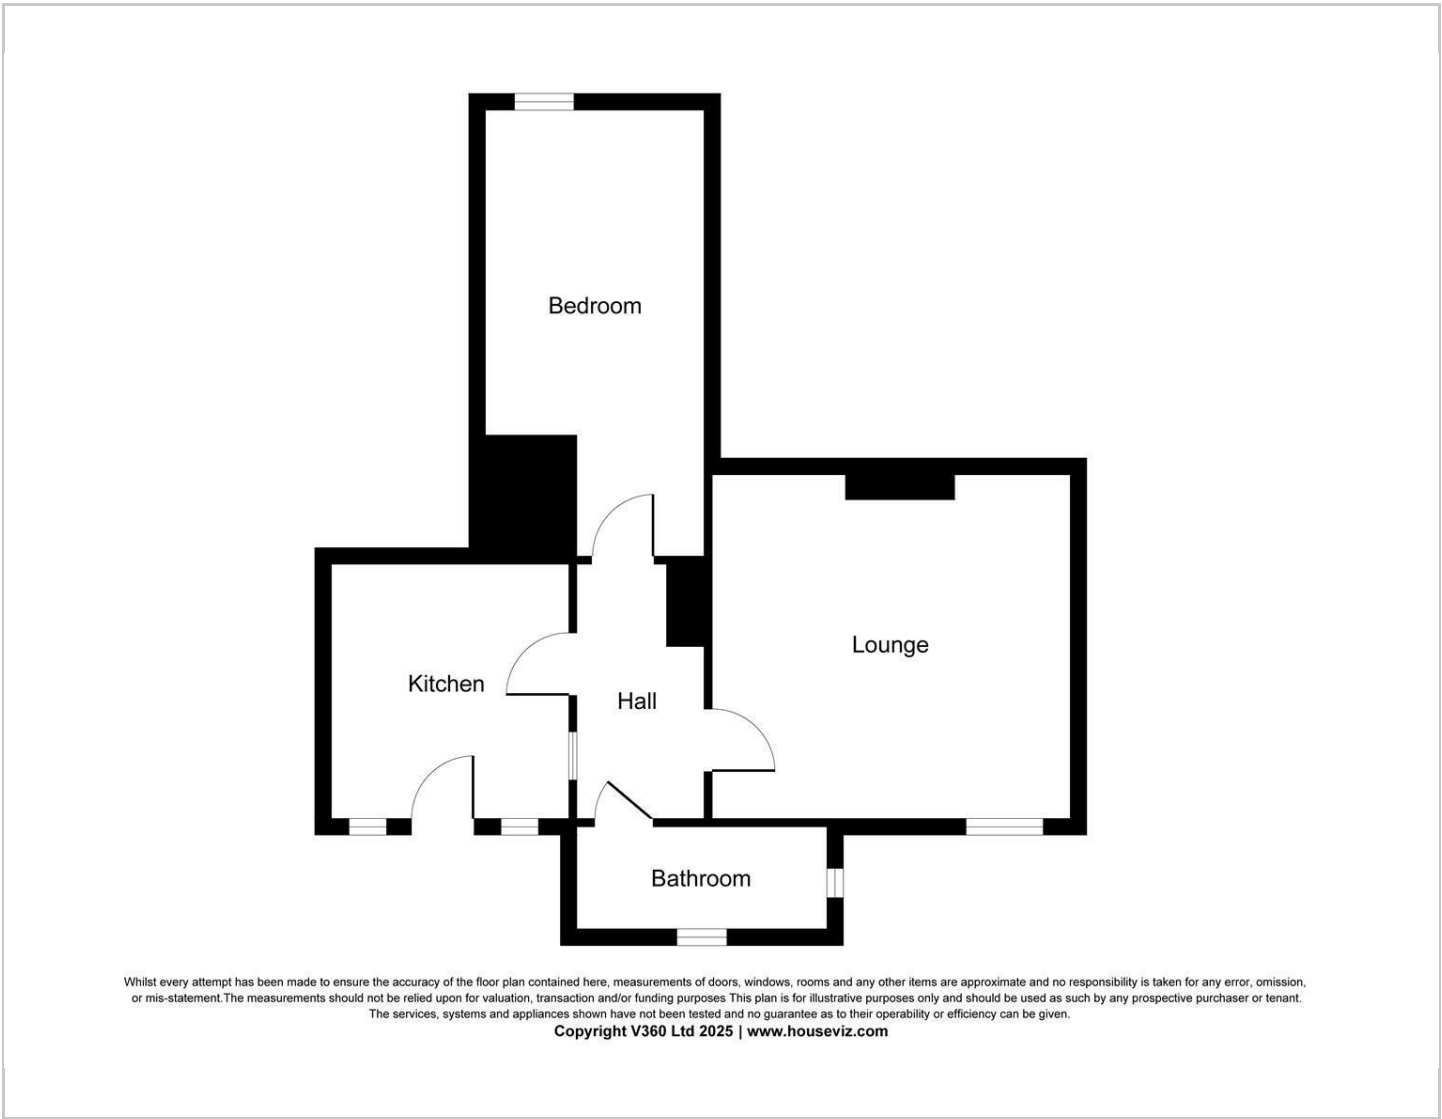 Bedroom
Lounge
Kitchen
Hall
Bathroom
Whilst every attempt has been made to ensure the accuracy of the floor plan contained here, measurements of doors, windows, rooms and any other items are approximate and no responsibility is taken for any error, omission,
or mis-statement.The measurements should not be relied upon for valuation, transaction and/or funding purposes This plan is for illustrative purposes only and should be used as such by any prospective purchaser or tenant.
The services, systems and appliances shown have not been tested and no guarantee as to their operability or efficiency can be given.
Copyright V360 Ltd 2025 | www.houseviz.com